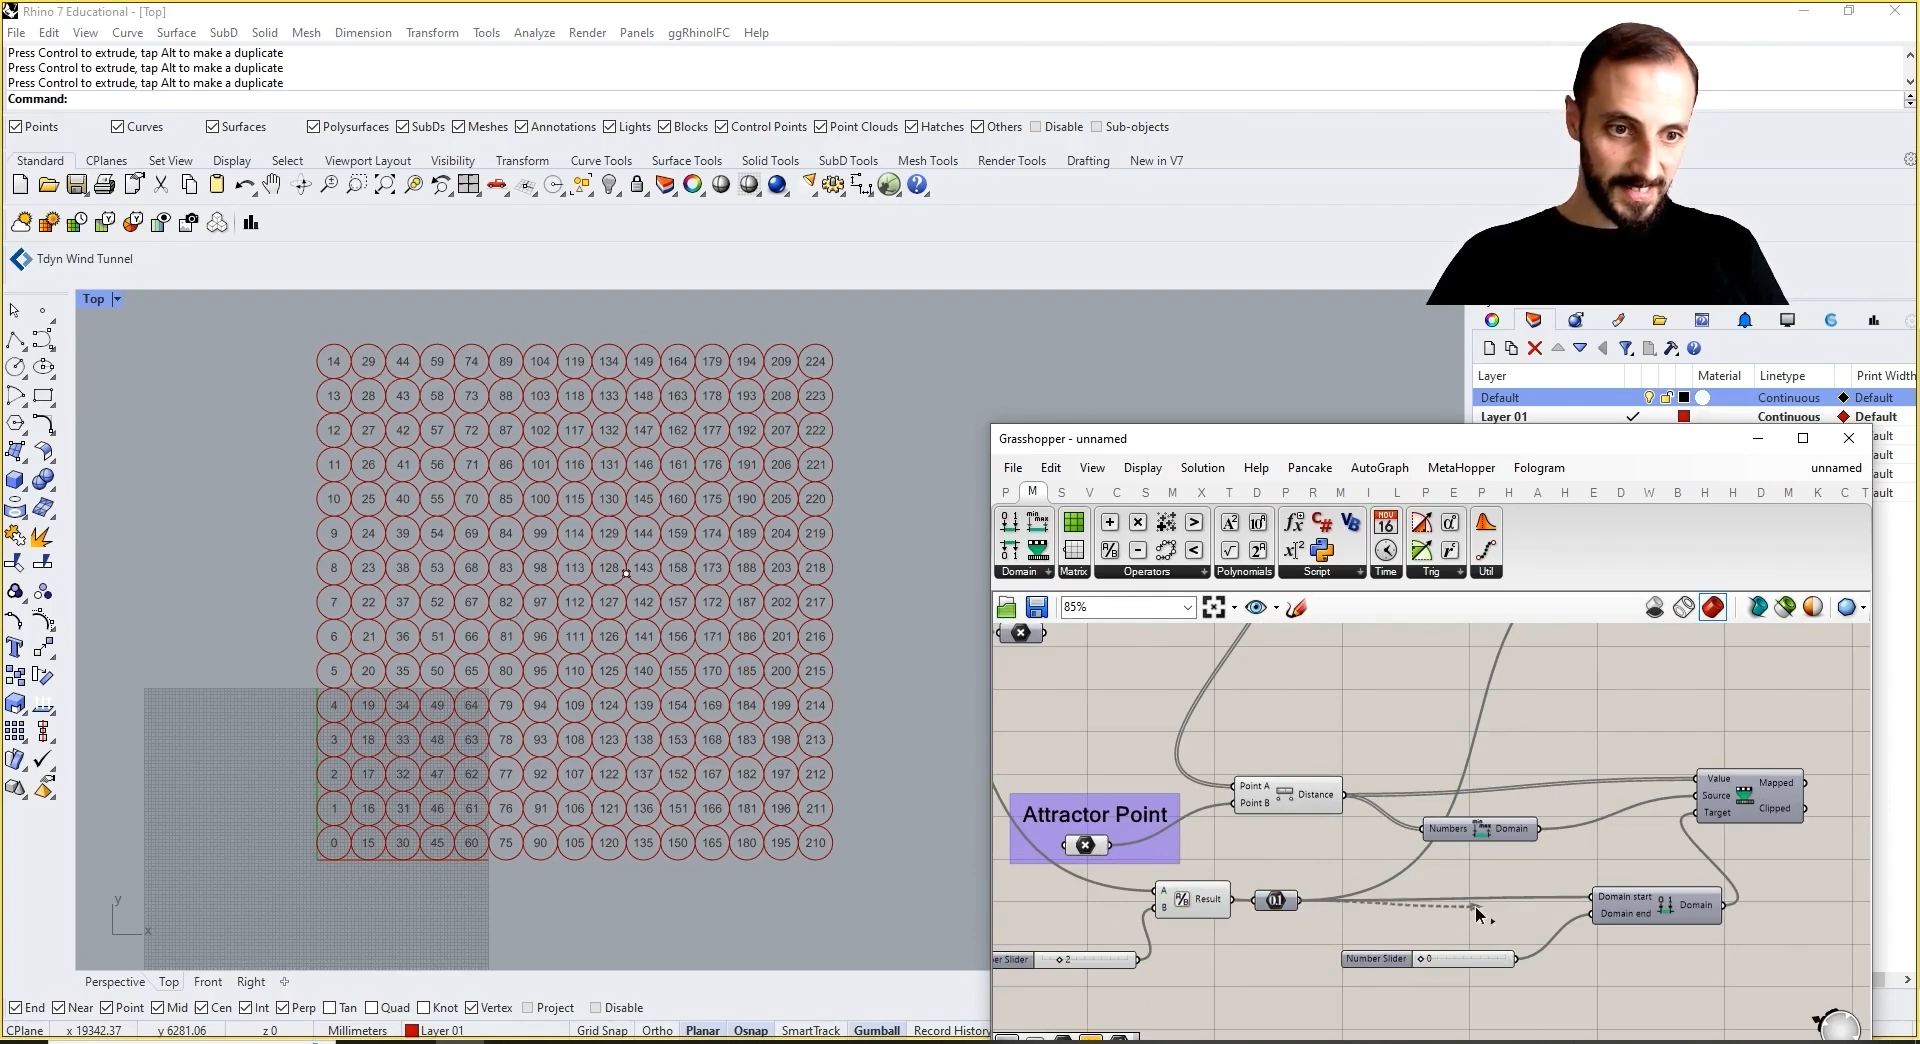 Rhino 7 Educational - [Top]
File Edit View Curve Surface SubD Solid Mesh Dimension Transform Tools Analyze Render Panels ggRhinoIFC Help
Press Control to extrude, tap Alt to make a duplicate
Press Control to extrude, tap Alt to make a duplicate
Press Control to extrude, tap Alt to make a duplicate
Command:
Points Curves Surfaces Polysurfaces SubDs Meshes Annotations Lights Blocks Control Points Point Clouds Hatches Others Disable Sub-objects
Standard CPlanes Set View Display Select Viewport Layout Visibility Transform Curve Tools Surface Tools Solid Tools SubD Tools Mesh Tools Render Tools Drafting New in V7
Tdyn Wind Tunnel
Top
14 29 44 59 74 89 104 119 134 149 164 179 194 209 224
13 28 43 58 73 88 103 118 133 148 163 178 193 208 223
12 27 42 57 72 87 102 117 132 147 162 177 192 207 222
11 26 41 56 71 86 101 116 131 146 161 176 191 206 221
10 25 40 55 70 85 100 115 130 145 160 175 190 205 220
9 24 39 54 69 84 99 114 129 144 159 174 189 204 219
8 23 38 53 68 83 98 113 128 143 158 173 188 203 218
7 22 37 52 67 82 97 112 127 142 157 172 187 202 217
6 21 36 51 66 81 96 111 126 141 156 171 186 201 216
5 20 35 50 65 80 95 110 125 140 155 170 185 200 215
4 19 34 49 64 79 94 109 124 139 154 169 184 199 214
3 18 33 48 63 78 93 108 123 138 153 168 183 198 213
2 17 32 47 62 77 92 107 122 137 152 167 182 197 212
1 16 31 46 61 76 91 106 121 136 151 166 181 196 211
0 15 30 45 60 75 90 105 120 135 150 165 180 195 210
y
x
Layer Material Linetype Print Width
Default Continuous Default
Layer 01 Continuous Default
ault
ault
ault
ault
Grasshopper - unnamed
File Edit View Display Solution Help Pancake AutoGraph MetaHopper Fologram unnamed
P M S V C S M X T D P R M I L P E P H A H E D W B H H D M K C T
Domain Matrix Operators Polynomials Script Time Trig Util
85%
Point A
Point B
Distance
Attractor Point
Numbers Domain
Value
Source
Target
Mapped
Clipped
A
B
Result
Domain start
Domain end
Domain
er Slider 2
Number Slider 0
Perspective Top Front Right
End Near Point Mid Cen Int Perp Tan Quad Knot Vertex Project Disable
CPlane x 19342.37 y 6281.06 z 0 Millimeters Layer 01 Grid Snap Ortho Planar Osnap SmartTrack Gumball Record History